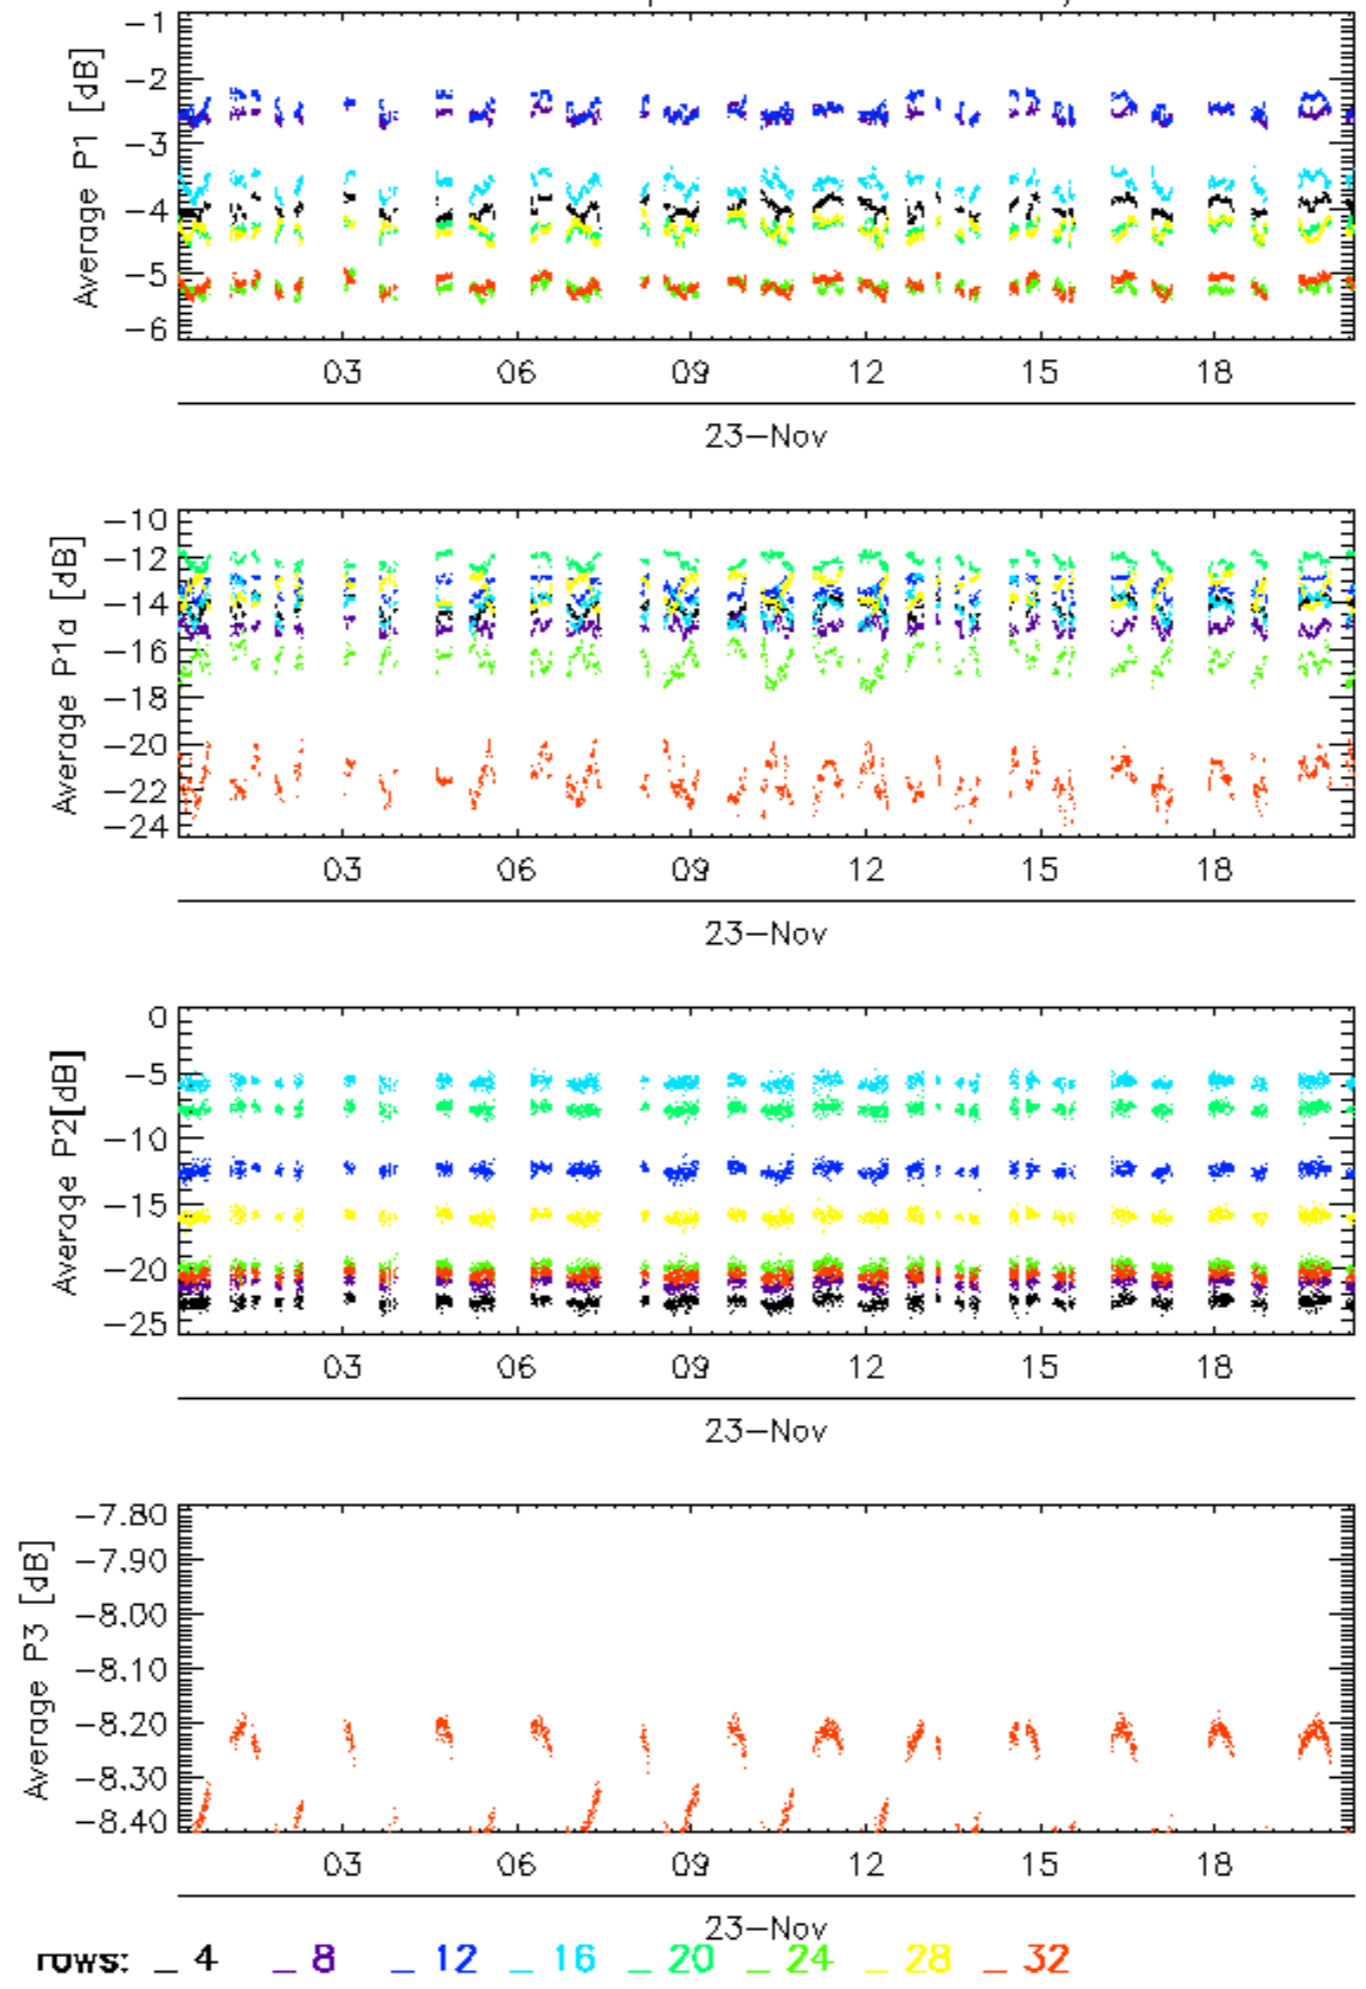 Average P1 [dB]
−1
−2
−3
−4
−5
−6
03 06 09 12 15 18
23−Nov
Average P1a [dB]
−10
−12
−14
−16
−18
−20
−22
−24
03 06 09 12 15 18
23−Nov
Average P2[dB]
0
−5
−10
−15
−20
−25
03 06 09 12 15 18
23−Nov
Average P3 [dB]
−7.80
−7.90
−8.00
−8.10
−8.20
−8.30
−8.40
03 06 09 12 15 18
23−Nov
rows: _ 4 _ 8 _ 12 _ 16 _ 20 _ 24 _ 28 _ 32